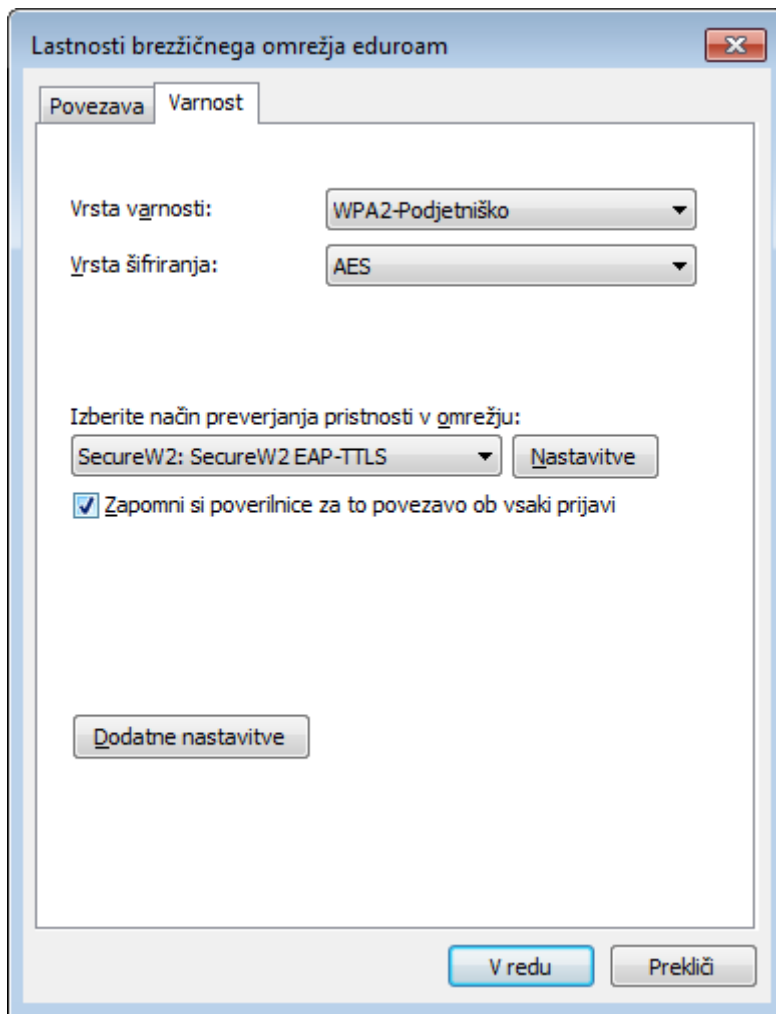 Lastnosti brezžičnega omrežja eduroam
Povezava Varnost
Vrsta varnosti: WPA2-Podjetniško
Vrsta šifriranja: AES
Izberite način preverjanja pristnosti v omrežju:
SecureW2: SecureW2 EAP-TTLS Nastavitve
Zapomni si poverilnice za to povezavo ob vsaki prijavi
Dodatne nastavitve
V redu Prekliči